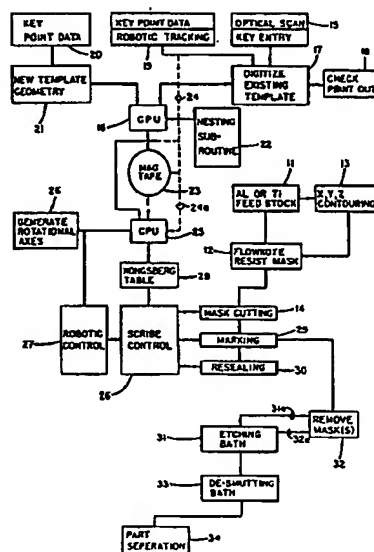 KEY
POINT DATA
20
KEY POINT DATA
ROBOTIC TRACKING
19
OPTICAL SCAN
KEY ENTRY
15
NEW TEMPLATE
GEOMETRY
21
24
DIGITIZE
EXISTING
TEMPLATE
17
CHECK
POINT OUT
18
CPU
16
NESTING
SUB-
ROUTINE
22
MAG
TAPE
23
24a
11
AL OR TI
FEED STOCK
13
X,Y,Z
CONTOURING
26
GENERATE
ROTATIONAL
AXES
CPU
25
12
FLOWKOTE
RESIST MASK
KONGSBERG
TABLE
28
ROBOTIC
CONTROL
27
SCRIBE
CONTROL
26
MASK CUTTING
14
MARKING
29
RESEALING
30
31a
32a
REMOVE
MASK(S)
32
31
ETCHING
BATH
33
DE-SMUTTING
BATH
PART
SEPERATION
34